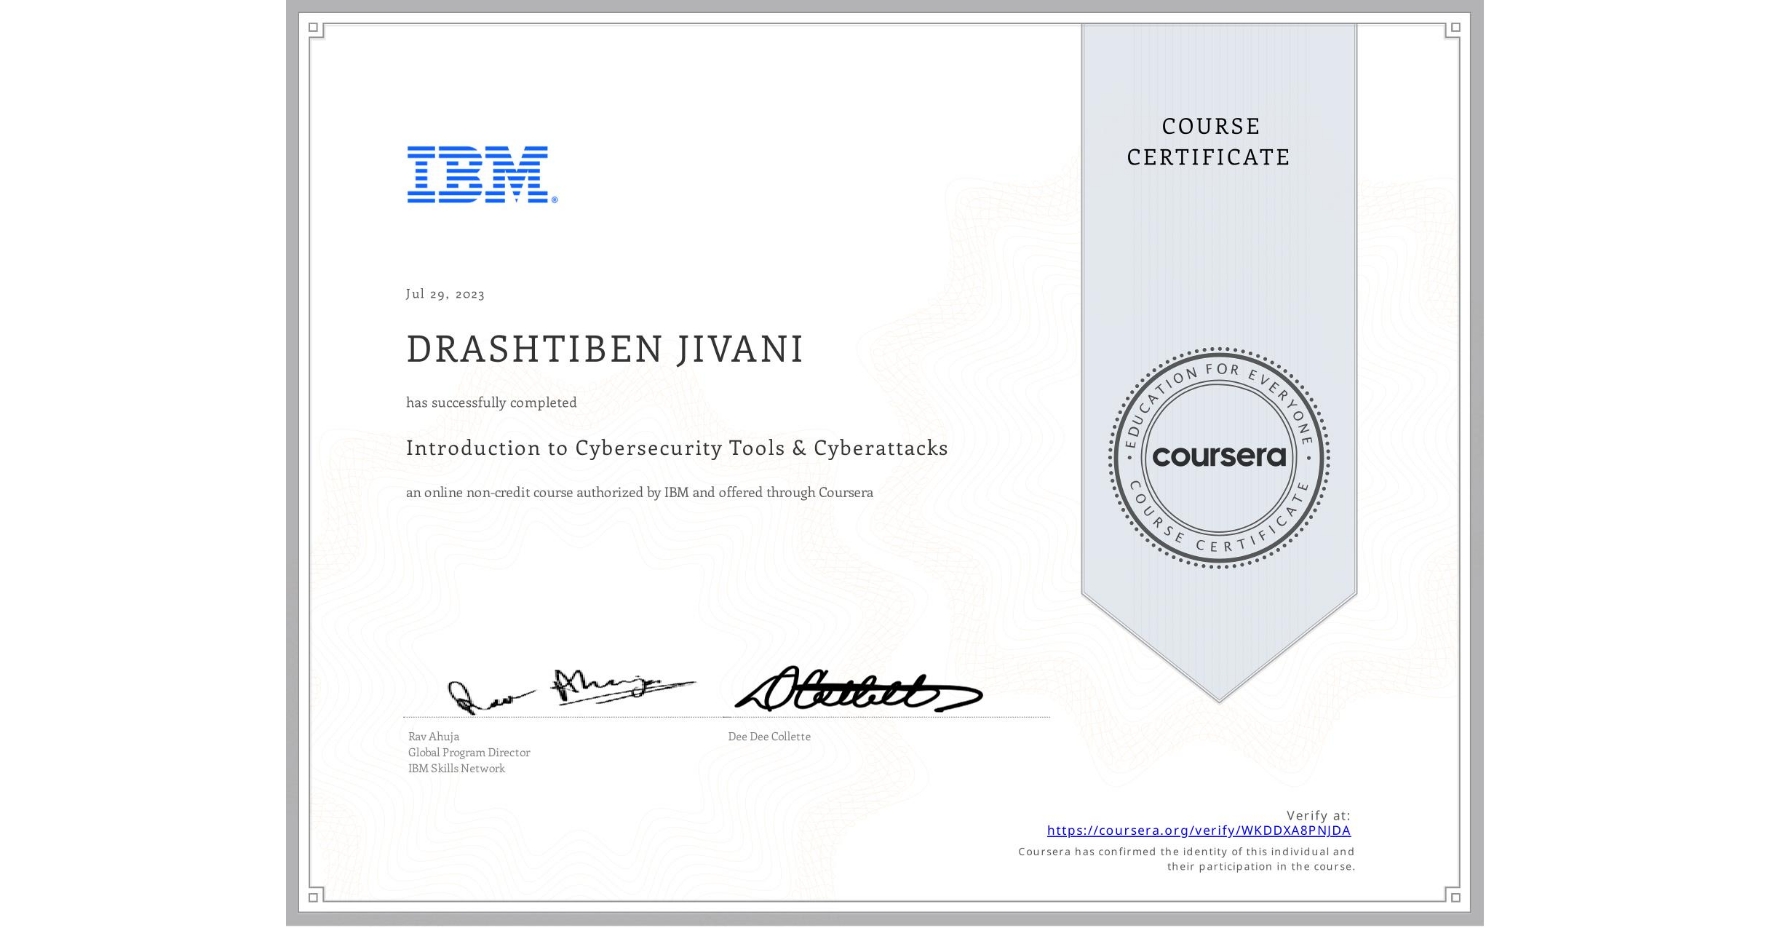 COURSE
CERTIFICATE
IBM®
Jul 29, 2023
DRASHTIBEN JIVANI
has successfully completed
Introduction to Cybersecurity Tools & Cyberattacks
an online non-credit course authorized by IBM and offered through Coursera
EDUCATION FOR EVERYONE
coursera
COURSE CERTIFICATE
Rav Ahuja
Global Program Director
IBM Skills Network
Dee Dee Collette
Verify at:
https://coursera.org/verify/WKDDXA8PNJDA
Coursera has confirmed the identity of this individual and
their participation in the course.